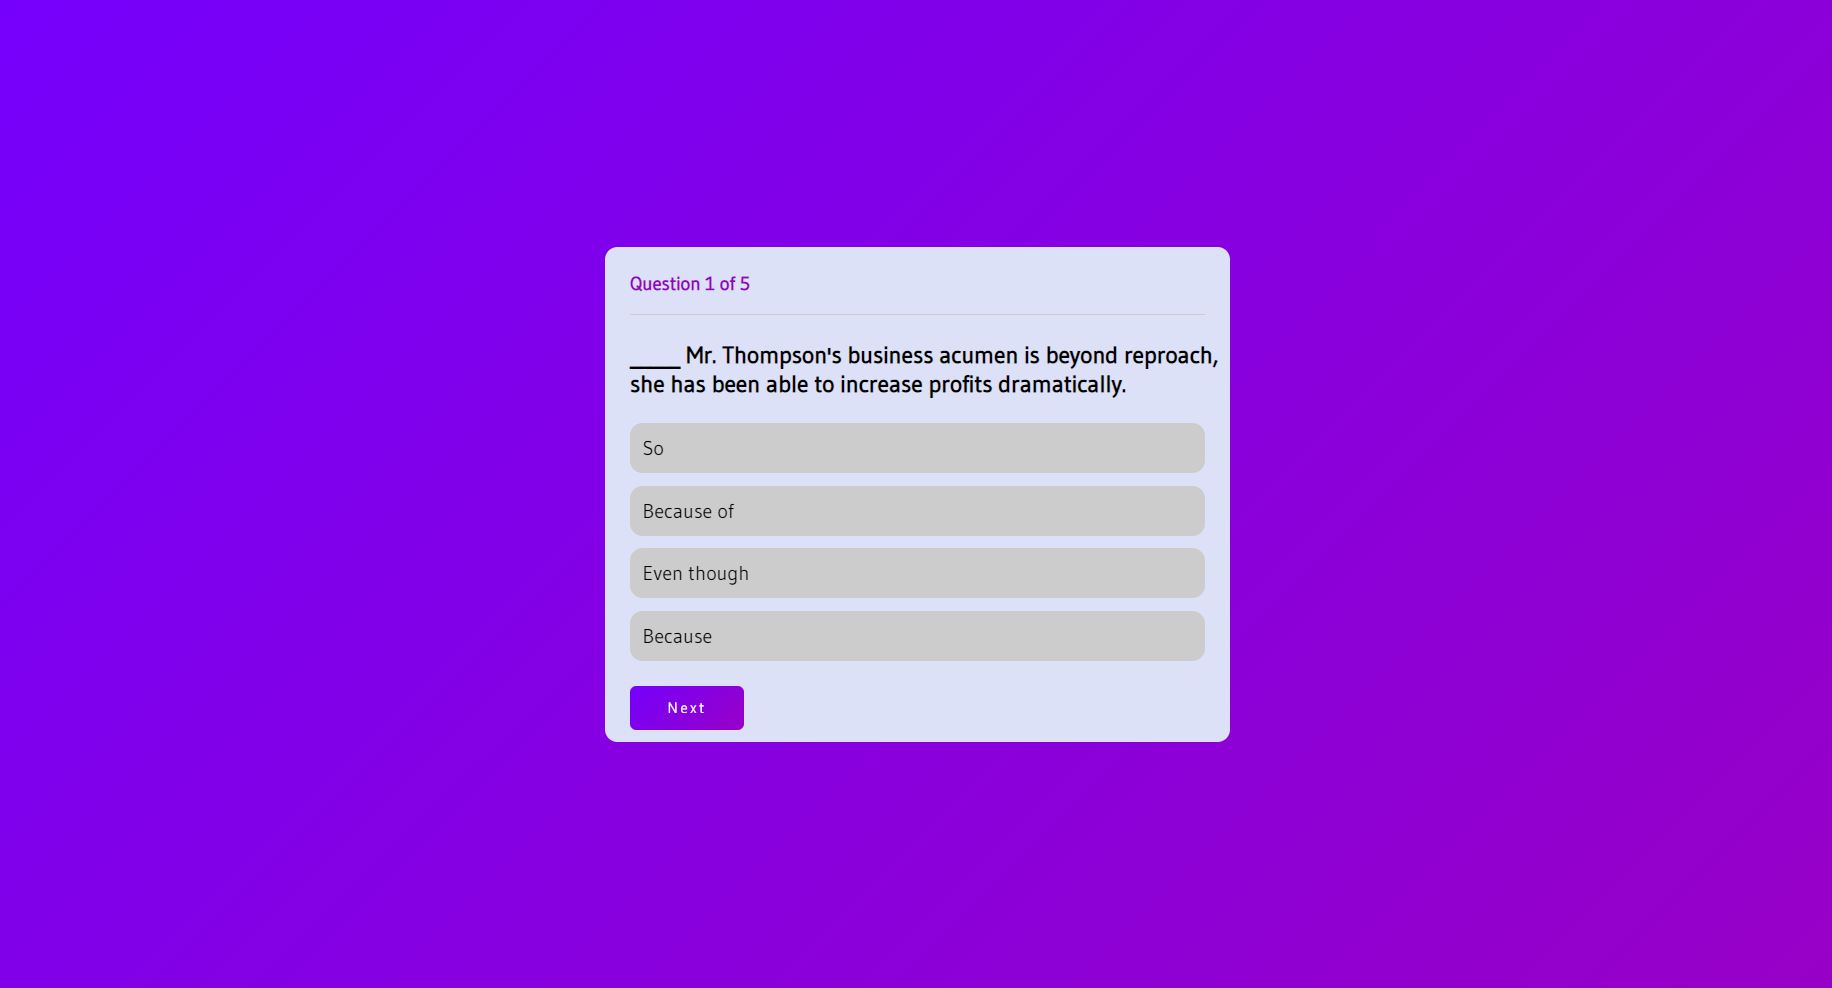 Question 1 of 5
_____ Mr. Thompson's business acumen is beyond reproach,
she has been able to increase profits dramatically.
So
Because of
Even though
Because
Next